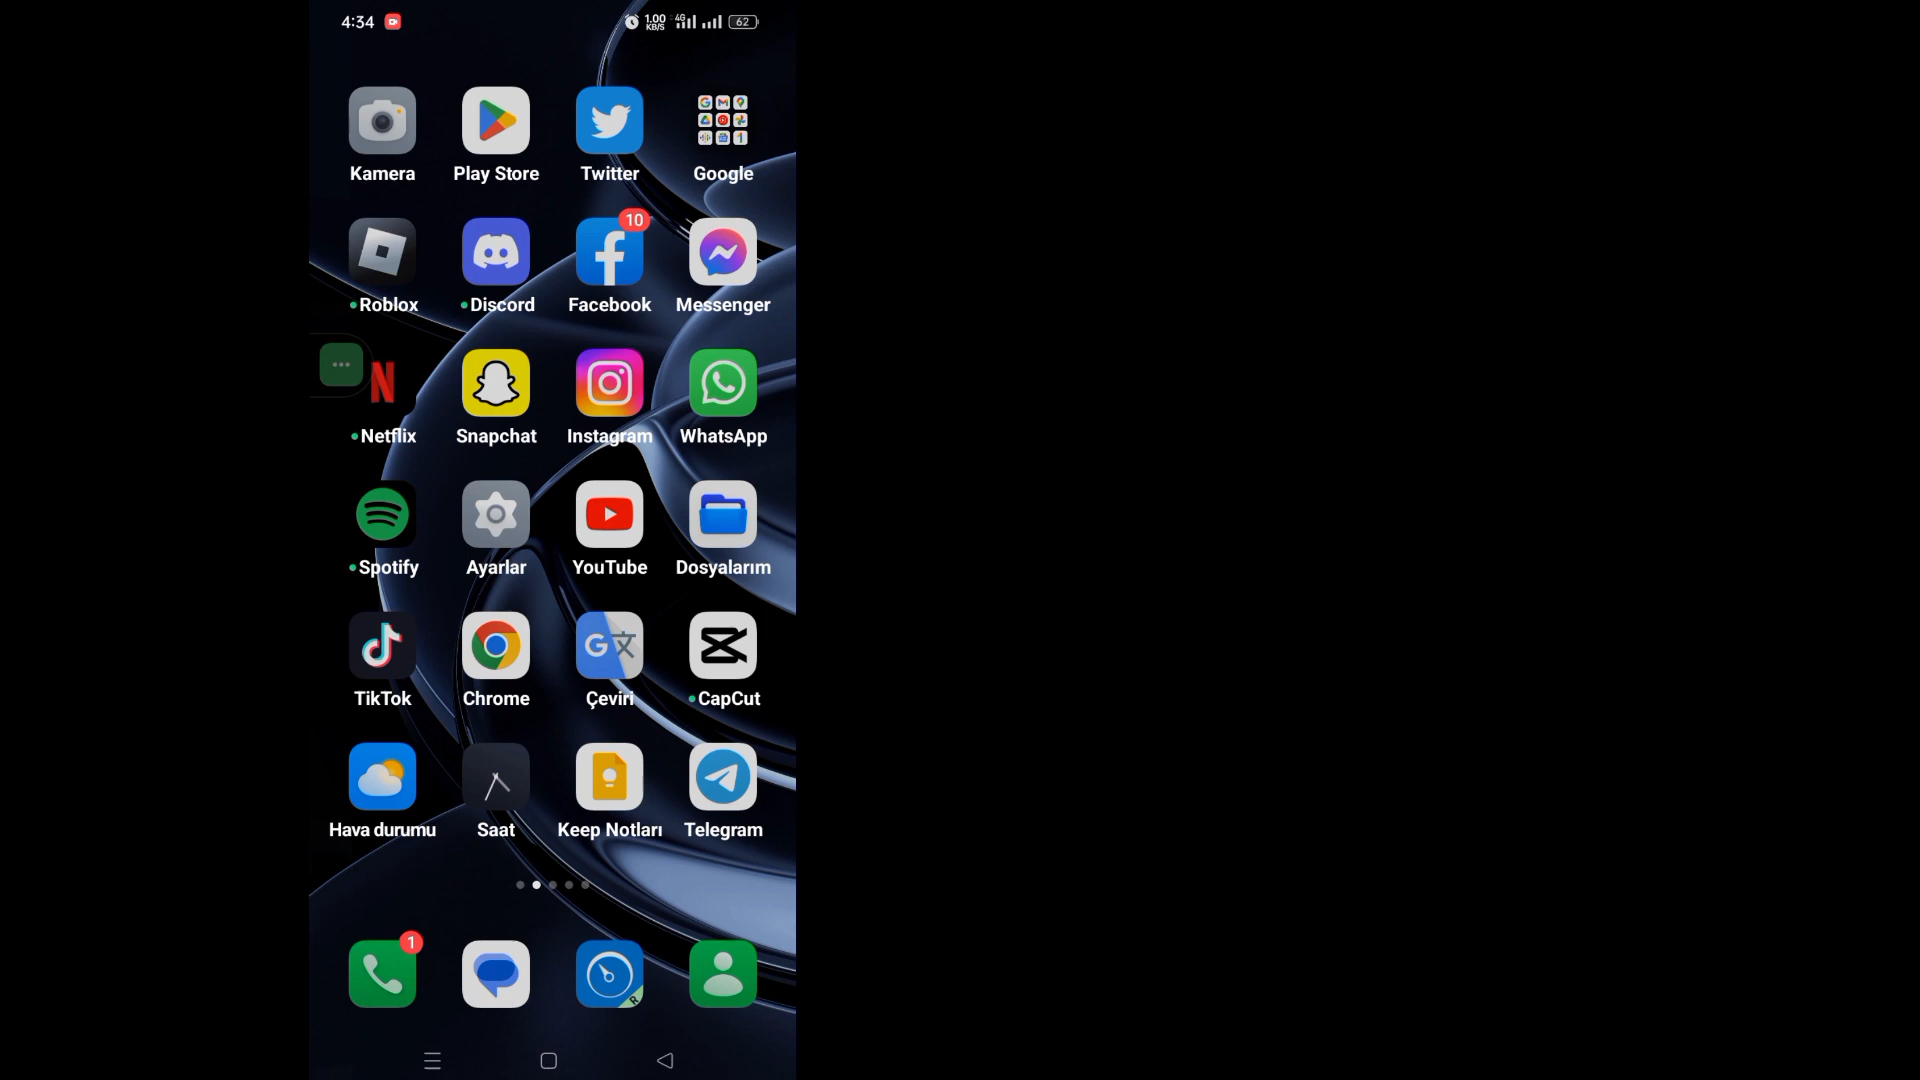 4:34 1.00 KB/S 4G 62
Kamera Play Store Twitter Google
10
Roblox Discord Facebook Messenger
Netflix Snapchat Instagram WhatsApp
Spotify Ayarlar YouTube Dosyalarım
TikTok Chrome Çeviri CapCut
Hava durumu Saat Keep Notları Telegram
1
R